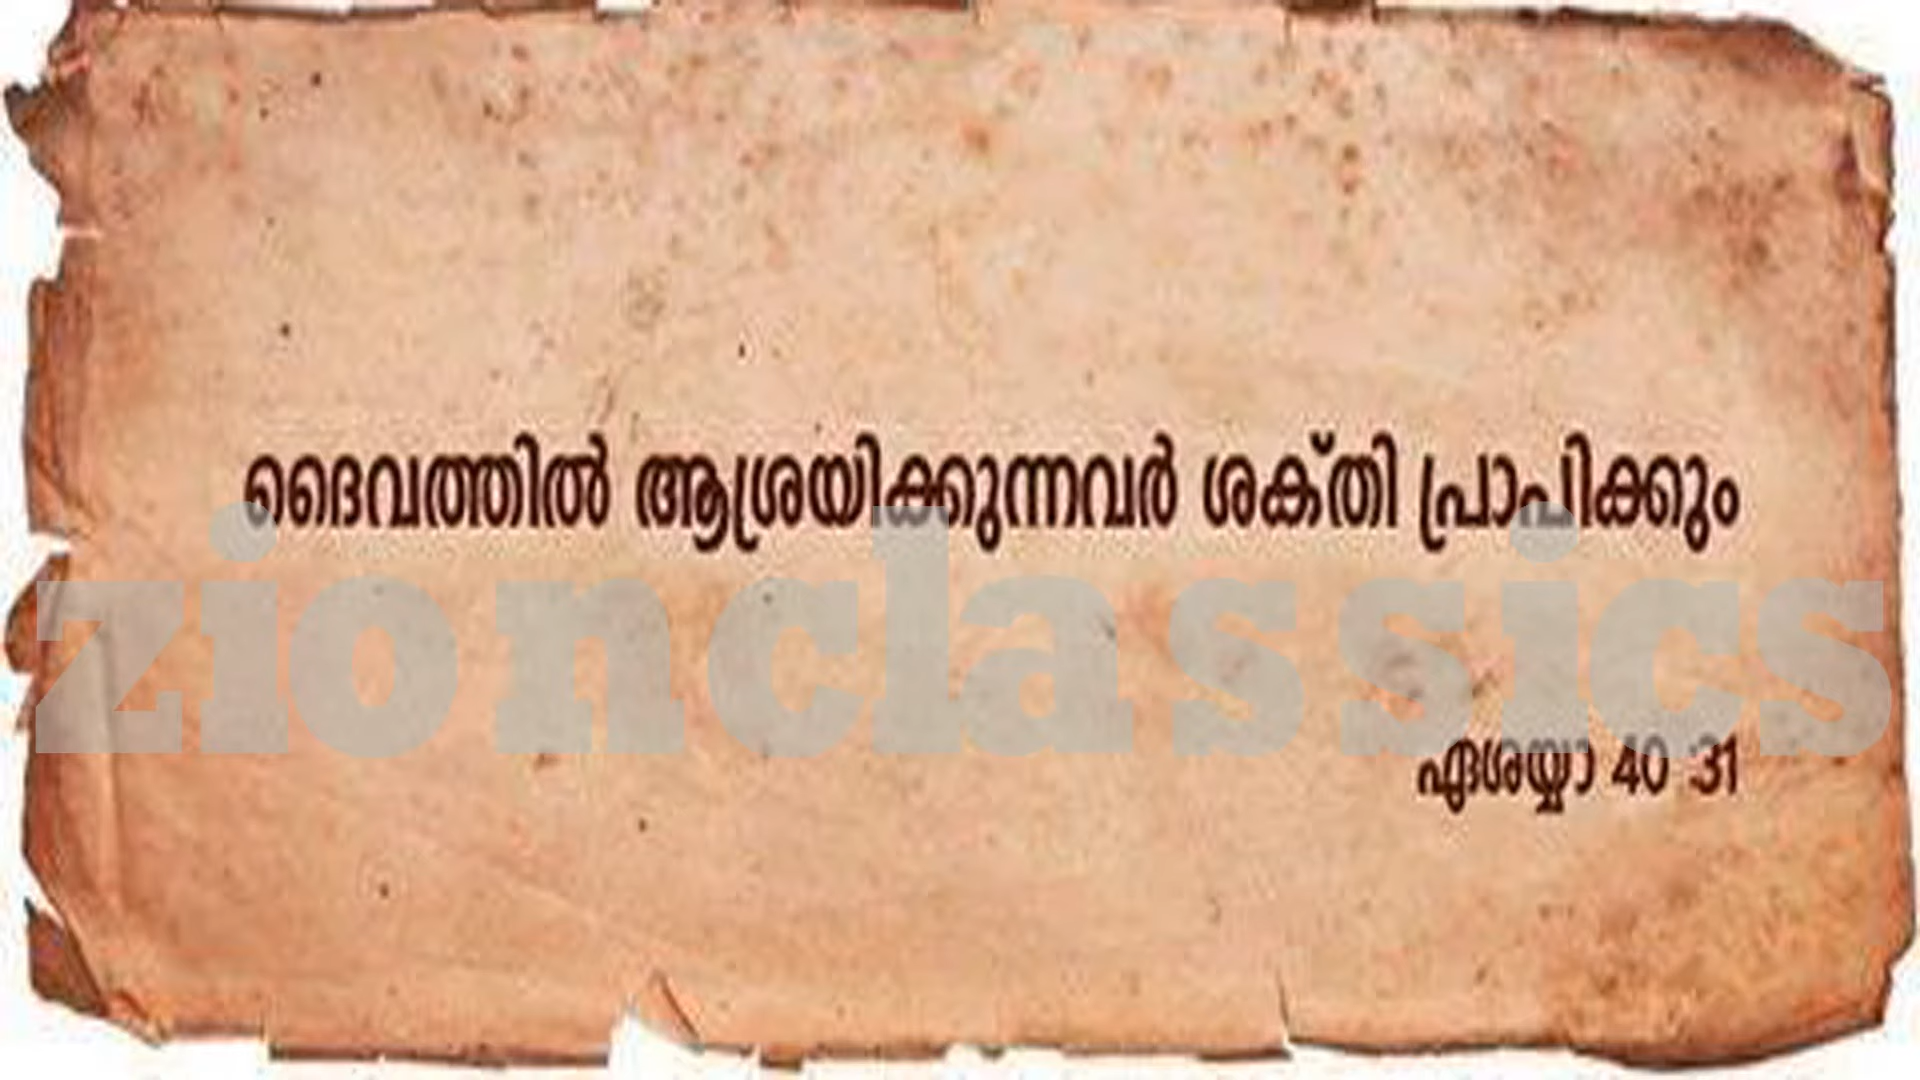 ദൈവത്തിൽ ആശ്രയിക്കുന്നവർ ശക്‌തി പ്രാപിക്കും
zionclassics
ഏശയ്യാ 40 :31